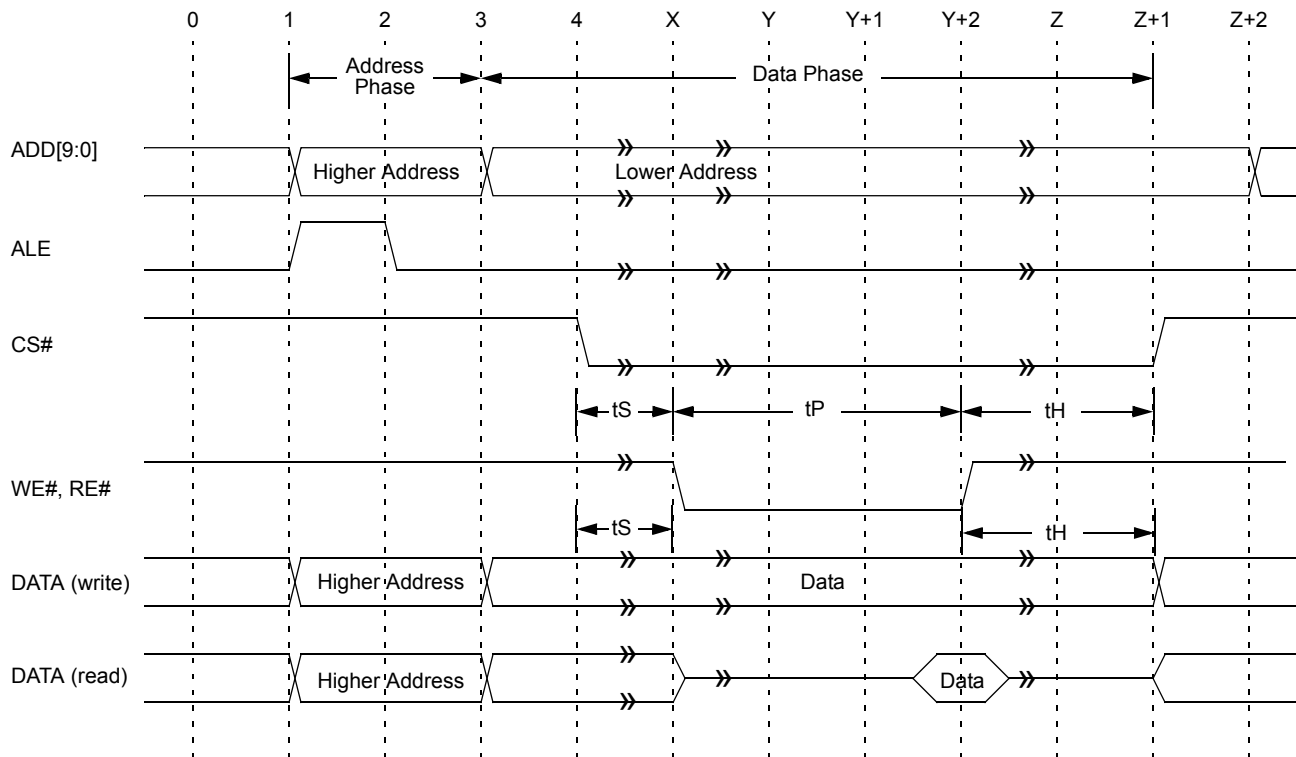 0 1 2 3 4 X Y Y+1 Y+2 Z Z+1 Z+2
Address
Phase
Data Phase
ADD[9:0]
Higher Address
Lower Address
ALE
CS#
tS
tP
tH
WE#, RE#
tS
tH
DATA (write)
Higher Address
Data
DATA (read)
Higher Address
Data